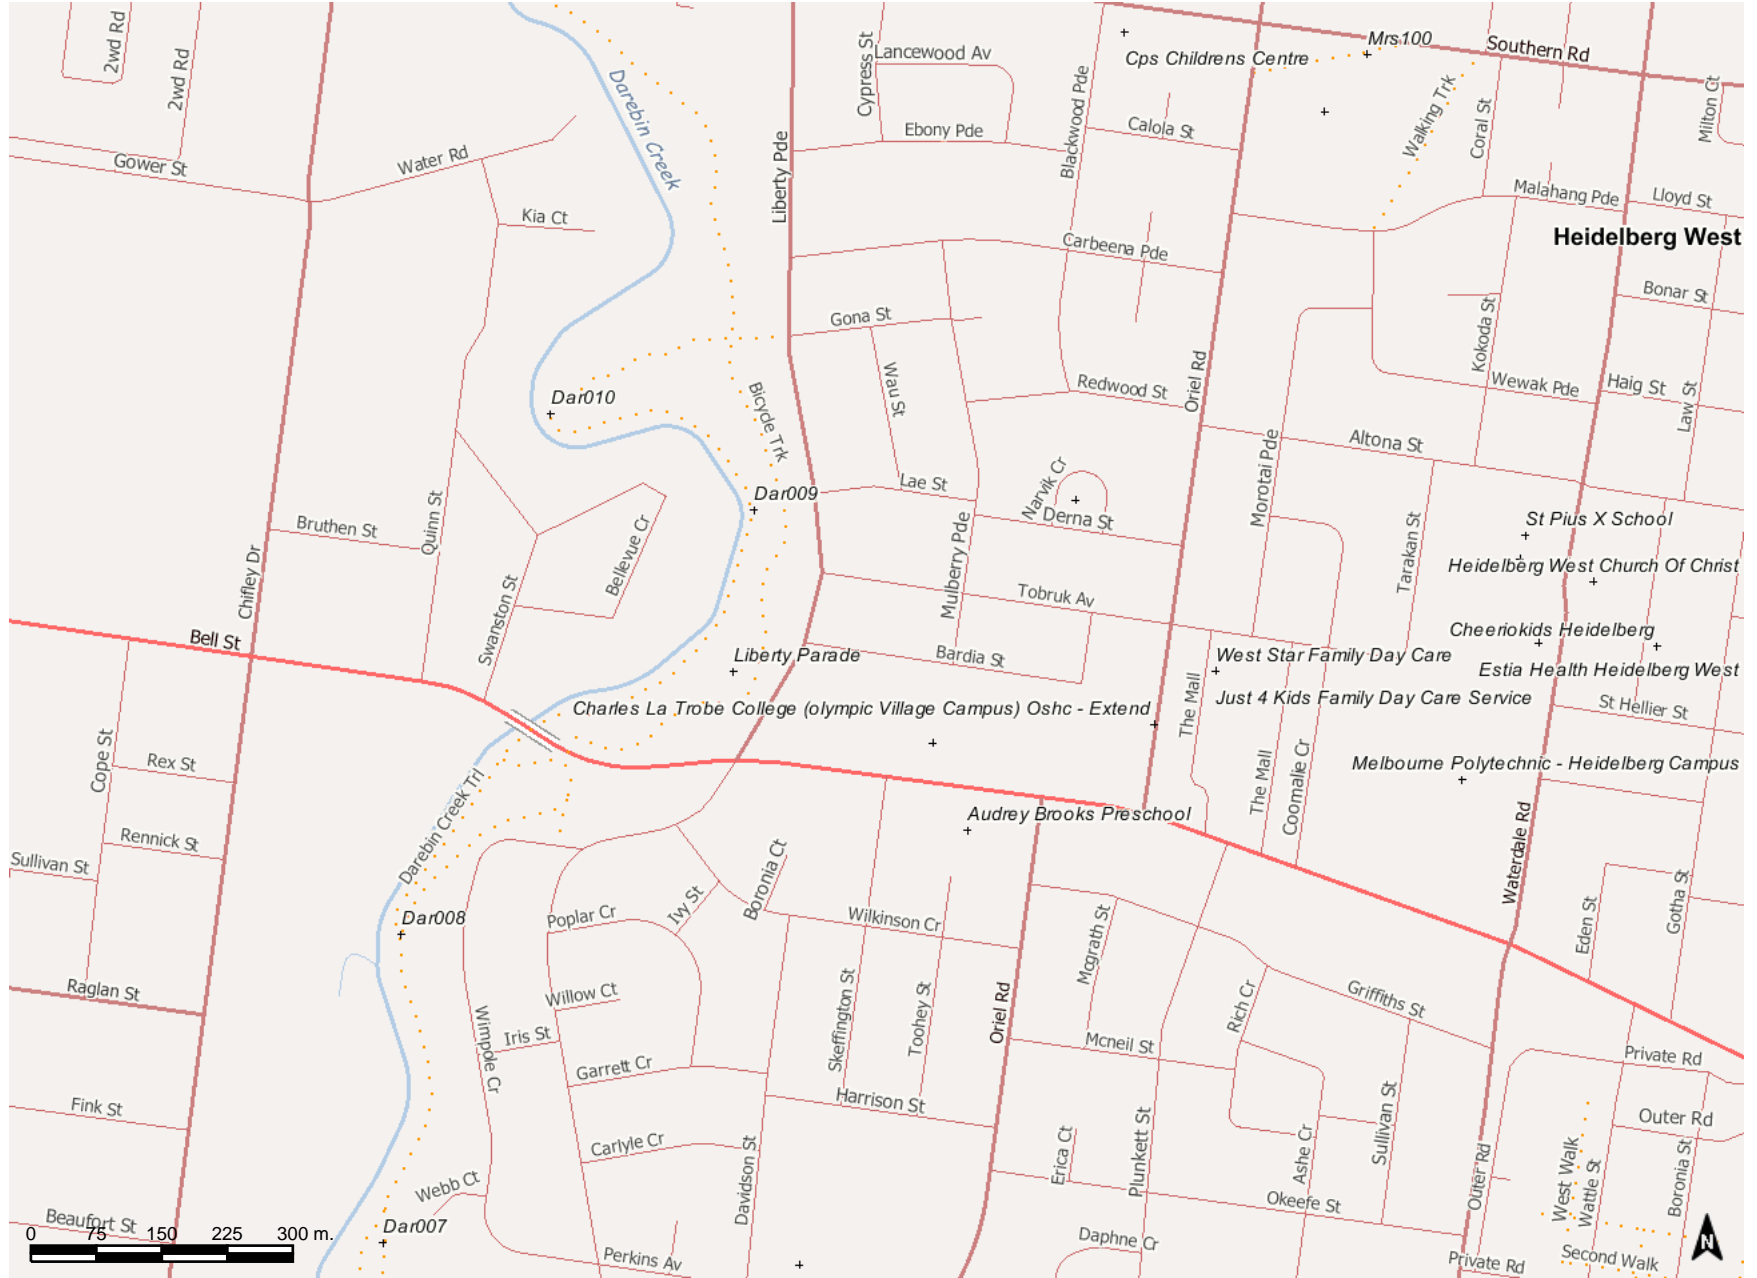 2wd Rd
2wd Rd
Gower St
Water Rd
Kia Ct
Darebin Creek
Liberty Pde
Cypress St
Lancewood Av
Ebony Pde
Blackwood Pde
Cps Childrens Centre
Calola St
Mrs100
Southern Rd
Walking Trk
Coral St
Milton Ct
Malahang Pde
Lloyd St
Heidelberg West
Carbeena Pde
Bonar St
Gona St
Wau St
Kokoda St
Redwood St
Oriel Rd
Wewak Pde
Haig St
Law St
Dar010
Bicycle Trk
Altona St
Morotai Pde
Dar009
Lae St
Narvik Cr
Derna St
Bruthen St
Quinn St
Bellevue Cr
Chifley Dr
Swanston St
Mulberry Pde
Tobruk Av
Tarakan St
St Pius X School
Heidelberg West Church Of Christ
Bell St
Liberty Parade
Bardia St
Cheeriokids Heidelberg
West Star Family Day Care
Estia Health Heidelberg West
Just 4 Kids Family Day Care Service
Charles La Trobe College (olympic Village Campus) Oshc - Extend
The Mall
St Hellier St
Cope St
Rex St
The Mall
Coomalie Cr
Melbourne Polytechnic - Heidelberg Campus
Darebin Creek Trl
Audrey Brooks Preschool
Rennick St
Sullivan St
Waterdale Rd
Boronia Ct
Ivy St
Dar008
Poplar Cr
Wilkinson Cr
Mcgrath St
Eden St
Gotha St
Raglan St
Willow Ct
Skeffington St
Toohey St
Oriel Rd
Rich Cr
Griffiths St
Wimpole Cr
Iris St
Mcneil St
Private Rd
Garrett Cr
Harrison St
Fink St
Sullivan St
Outer Rd
Carlyle Cr
Davidson St
Erica Ct
Plunkett St
Ashe Cr
Outer Rd
West Walk
Wattle St
Boronia St
Webb Ct
Okeefe St
Beaufort St
Dar007
Daphne Cr
Perkins Av
Private Rd
Second Walk
0 75 150 225 300 m.
N